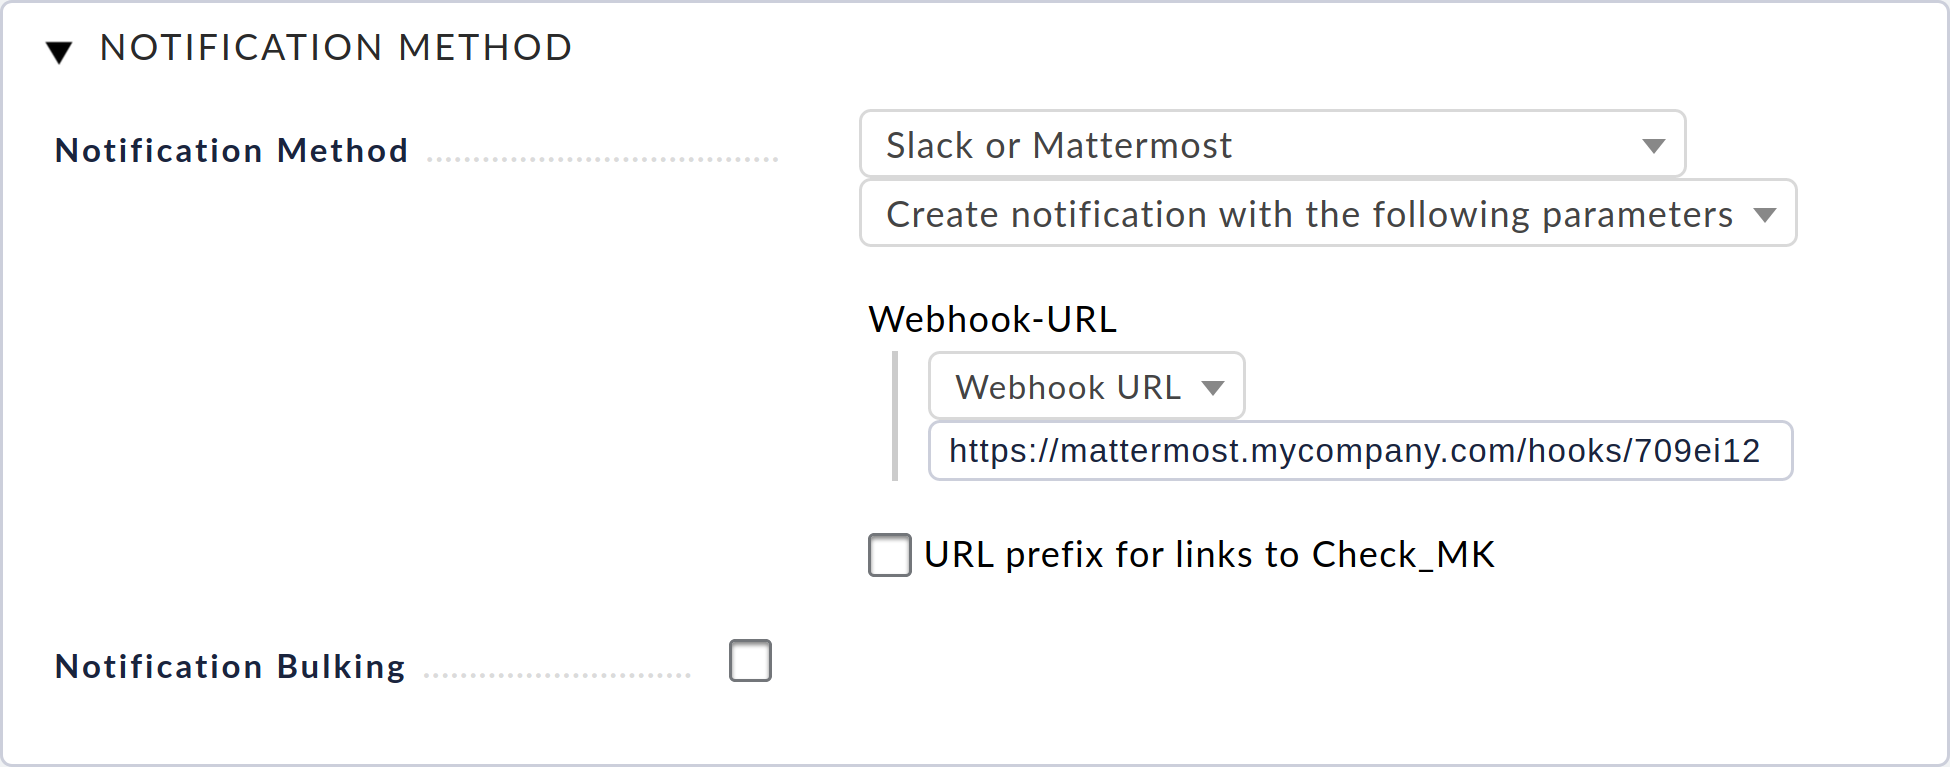 NOTIFICATION METHOD
Notification Method
Slack or Mattermost
Create notification with the following parameters
Webhook-URL
Webhook URL
https://mattermost.mycompany.com/hooks/709ei12
URL prefix for links to Check_MK
Notification Bulking